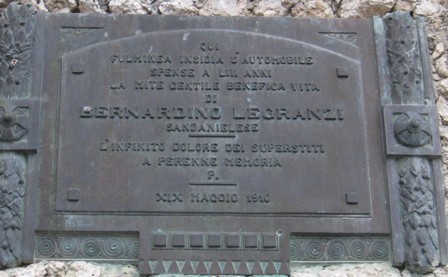 QUI
FULMINEA INSIDIA D'AUTOMOBILE
SPENSE A LIII ANNI
LA MITE GENTILE BENEFICA VITA
DI
BERNARDINO LEGRANZI
SANDANIELESE
L'INFINITO DOLORE DEI SUPERSTITI
A PERENNE MEMORIA
P.
XIX MAGGIO 1910